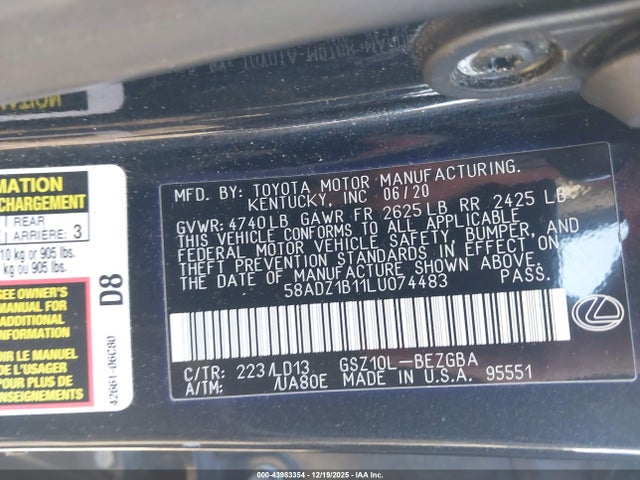 MFD. BY: TOYOTA MOTOR MANUFACTURING.
KENTUCKY, INC 06/20
GVWR: 4740LB GAWR FR 2625LB RR 2425 LB
THIS VEHICLE CONFORMS TO ALL APPLICABLE
FEDERAL MOTOR VEHICLE SAFETY, BUMPER, AND
THEFT PREVENTION STANDARDS IN EFFECT ON
THE DATE OF MANUFACTURE SHOWN ABOVE.
58ADZ1B11LU074483 PASS.
C/TR: 223/LD13 GSZ10L-BEZGBA
A/TM: /UA80E MADE IN U.S.A. 95551
MATION
CHARGEMENT
REAR
ARRIÈRE: 3
10 kg or 905 lbs.
kg ou 905 lbs.
SEE OWNER'S
MANUAL FOR
ADDITIONAL
INFORMATION
VOIR LE MANUEL
DE L'USAGER
POUR PLUS DE
RENSEIGNEMENTS
D8
42661-06C80
000-43983354 | 12/19/2025 - IAAI.COM